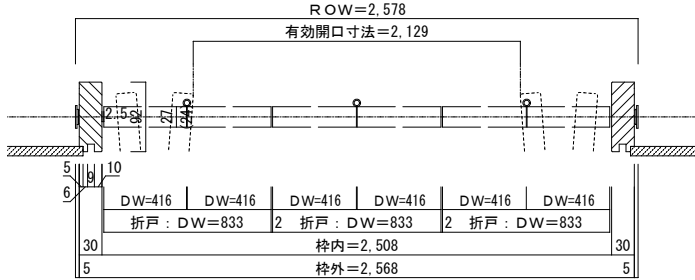 ROW=2,578
有効開口寸法=2,129
2.5 92 27 24
5 9 10
6
DW=416 DW=416 DW=416 DW=416 DW=416 DW=416
折戸：DW=833 2 折戸：DW=833 2 折戸：DW=833
30 枠内=2,508 30
5 枠外=2,568 5